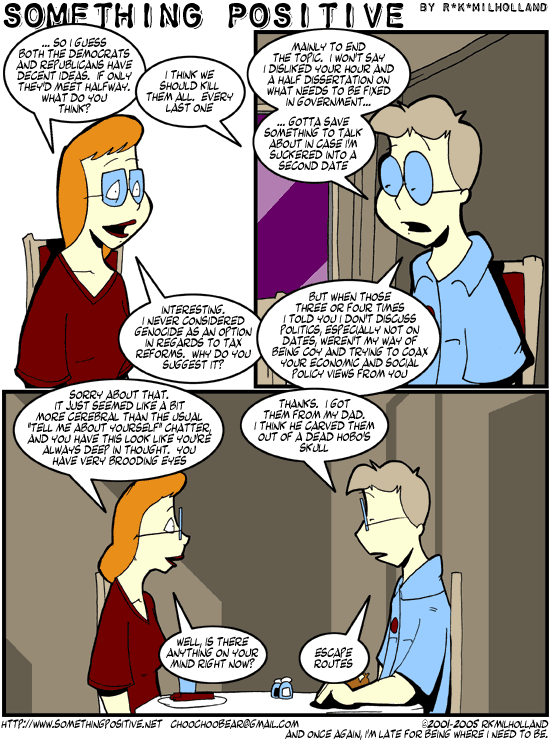 SOMETHING POSITIVE
BY R*K*MILHOLLAND
... SO I GUESS
BOTH THE DEMOCRATS
AND REPUBLICANS HAVE
DECENT IDEAS. IF ONLY
THEY'D MEET HALFWAY.
WHAT DO YOU
THINK?
I THINK WE
SHOULD KILL
THEM ALL. EVERY
LAST ONE
INTERESTING.
I NEVER CONSIDERED
GENOCIDE AS AN OPTION
IN REGARDS TO TAX
REFORMS. WHY DO YOU
SUGGEST IT?
MAINLY TO END
THE TOPIC. I WON'T SAY
I DISLIKED YOUR HOUR AND
A HALF DISSERTATION ON
WHAT NEEDS TO BE FIXED
IN GOVERNMENT...
... GOTTA SAVE
SOMETHING TO TALK
ABOUT IN CASE I'M
SUCKERED INTO A
SECOND DATE
BUT WHEN THOSE
THREE OR FOUR TIMES
I TOLD YOU I DON'T DISCUSS
POLITICS, ESPECIALLY NOT ON
DATES, WEREN'T MY WAY OF
BEING COY AND TRYING TO COAX
YOUR ECONOMIC AND SOCIAL
POLICY VIEWS FROM YOU
SORRY ABOUT THAT.
IT JUST SEEMED LIKE A BIT
MORE CEREBRAL THAN THE USUAL
"TELL ME ABOUT YOURSELF" CHATTER,
AND YOU HAVE THIS LOOK LIKE YOU'RE
ALWAYS DEEP IN THOUGHT. YOU
HAVE VERY BROODING EYES
THANKS. I GOT
THEM FROM MY DAD.
I THINK HE CARVED THEM
OUT OF A DEAD HOBO'S
SKULL
WELL, IS THERE
ANYTHING ON YOUR
MIND RIGHT NOW?
ESCAPE
ROUTES
HTTP://WWW.SOMETHINGPOSITIVE.NET CHOOCHOOBEAR@GMAIL.COM
©2001-2005 RKMILHOLLAND
AND ONCE AGAIN, I'M LATE FOR BEING WHERE I NEED TO BE.